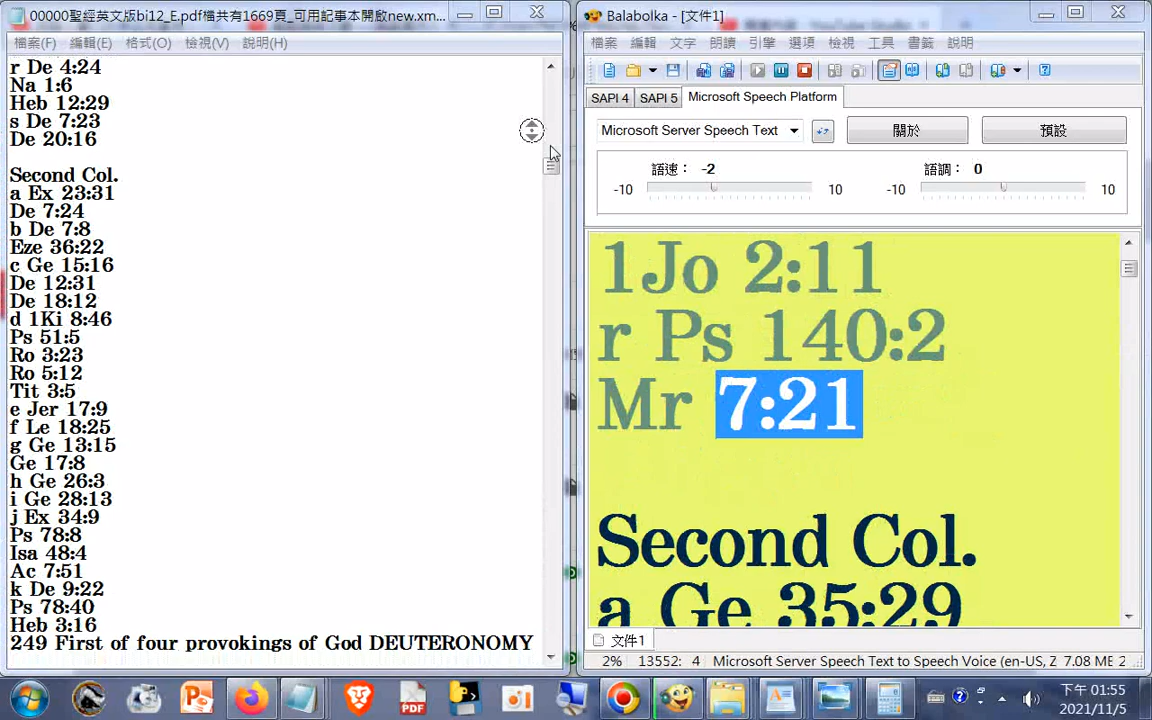 00000聖經英文版bi12_E.pdf檔共有1669頁_可用記事本開啟new.xm...
檔案(F) 編輯(E) 格式(O) 檢視(V) 說明(H)
r De 4:24
Na 1:6
Heb 12:29
s De 7:23
De 20:16
Second Col.
a Ex 23:31
De 7:24
b De 7:8
Eze 36:22
c Ge 15:16
De 12:31
De 18:12
d 1Ki 8:46
Ps 51:5
Ro 3:23
Ro 5:12
Tit 3:5
e Jer 17:9
f Le 18:25
g Ge 13:15
Ge 17:8
h Ge 26:3
i Ge 28:13
j Ex 34:9
Ps 78:8
Isa 48:4
Ac 7:51
k De 9:22
Ps 78:40
Heb 3:16
249 First of four provokings of God DEUTERONOMY
Balabolka - [文件1]
檔案 編輯 文字 朗讀 引擎 選項 檢視 工具 書籤 說明
SAPI 4 SAPI 5 Microsoft Speech Platform
Microsoft Server Speech Text 關於 預設
語速： -2 語調： 0
-10 10 -10 10
1Jo 2:11
r Ps 140:2
Mr 7:21
Second Col.
a Ge 35:29
文件1
2% 13552: 4 Microsoft Server Speech Text to Speech Voice (en-US, Z 7.08 MB 2
PDF
下午 01:55
2021/11/5